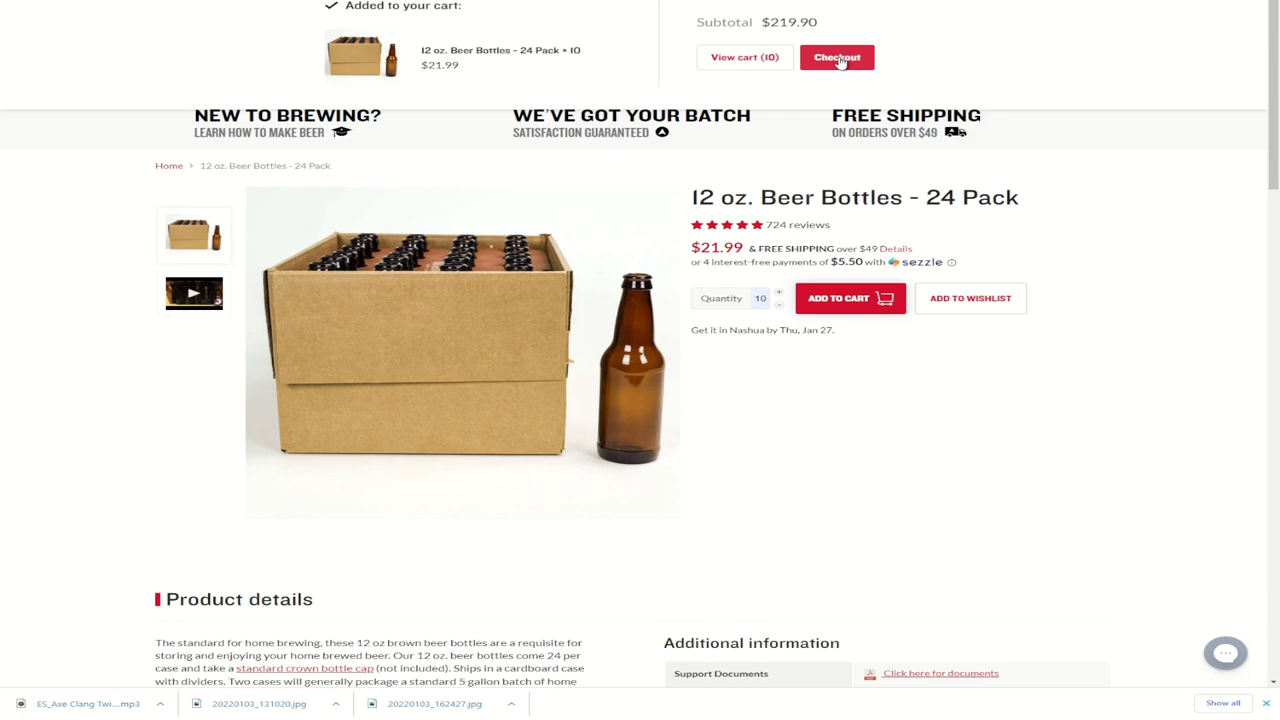 Added to your cart:
12 oz. Beer Bottles - 24 Pack × 10
$21.99
Subtotal $219.90
View cart (10)
Checkout
NEW TO BREWING?
LEARN HOW TO MAKE BEER
WE'VE GOT YOUR BATCH
SATISFACTION GUARANTEED
FREE SHIPPING
ON ORDERS OVER $49
Home > 12 oz. Beer Bottles - 24 Pack
12 oz. Beer Bottles - 24 Pack
724 reviews
$21.99 & FREE SHIPPING over $49 Details
or 4 interest-free payments of $5.50 with sezzle
Quantity 10
+
-
ADD TO CART
ADD TO WISHLIST
Get it in Nashua by Thu, Jan 27.
Product details
The standard for home brewing, these 12 oz brown beer bottles are a requisite for
storing and enjoying your home brewed beer. Our 12 oz. beer bottles come 24 per
case and take a standard crown bottle cap (not included). Ships in a cardboard case
with dividers. Two cases will generally package a standard 5 gallon batch of home
Additional information
Support Documents
Click here for documents
ES_Axe Clang Twi....mp3
20220103_131020.jpg
20220103_162427.jpg
Show all